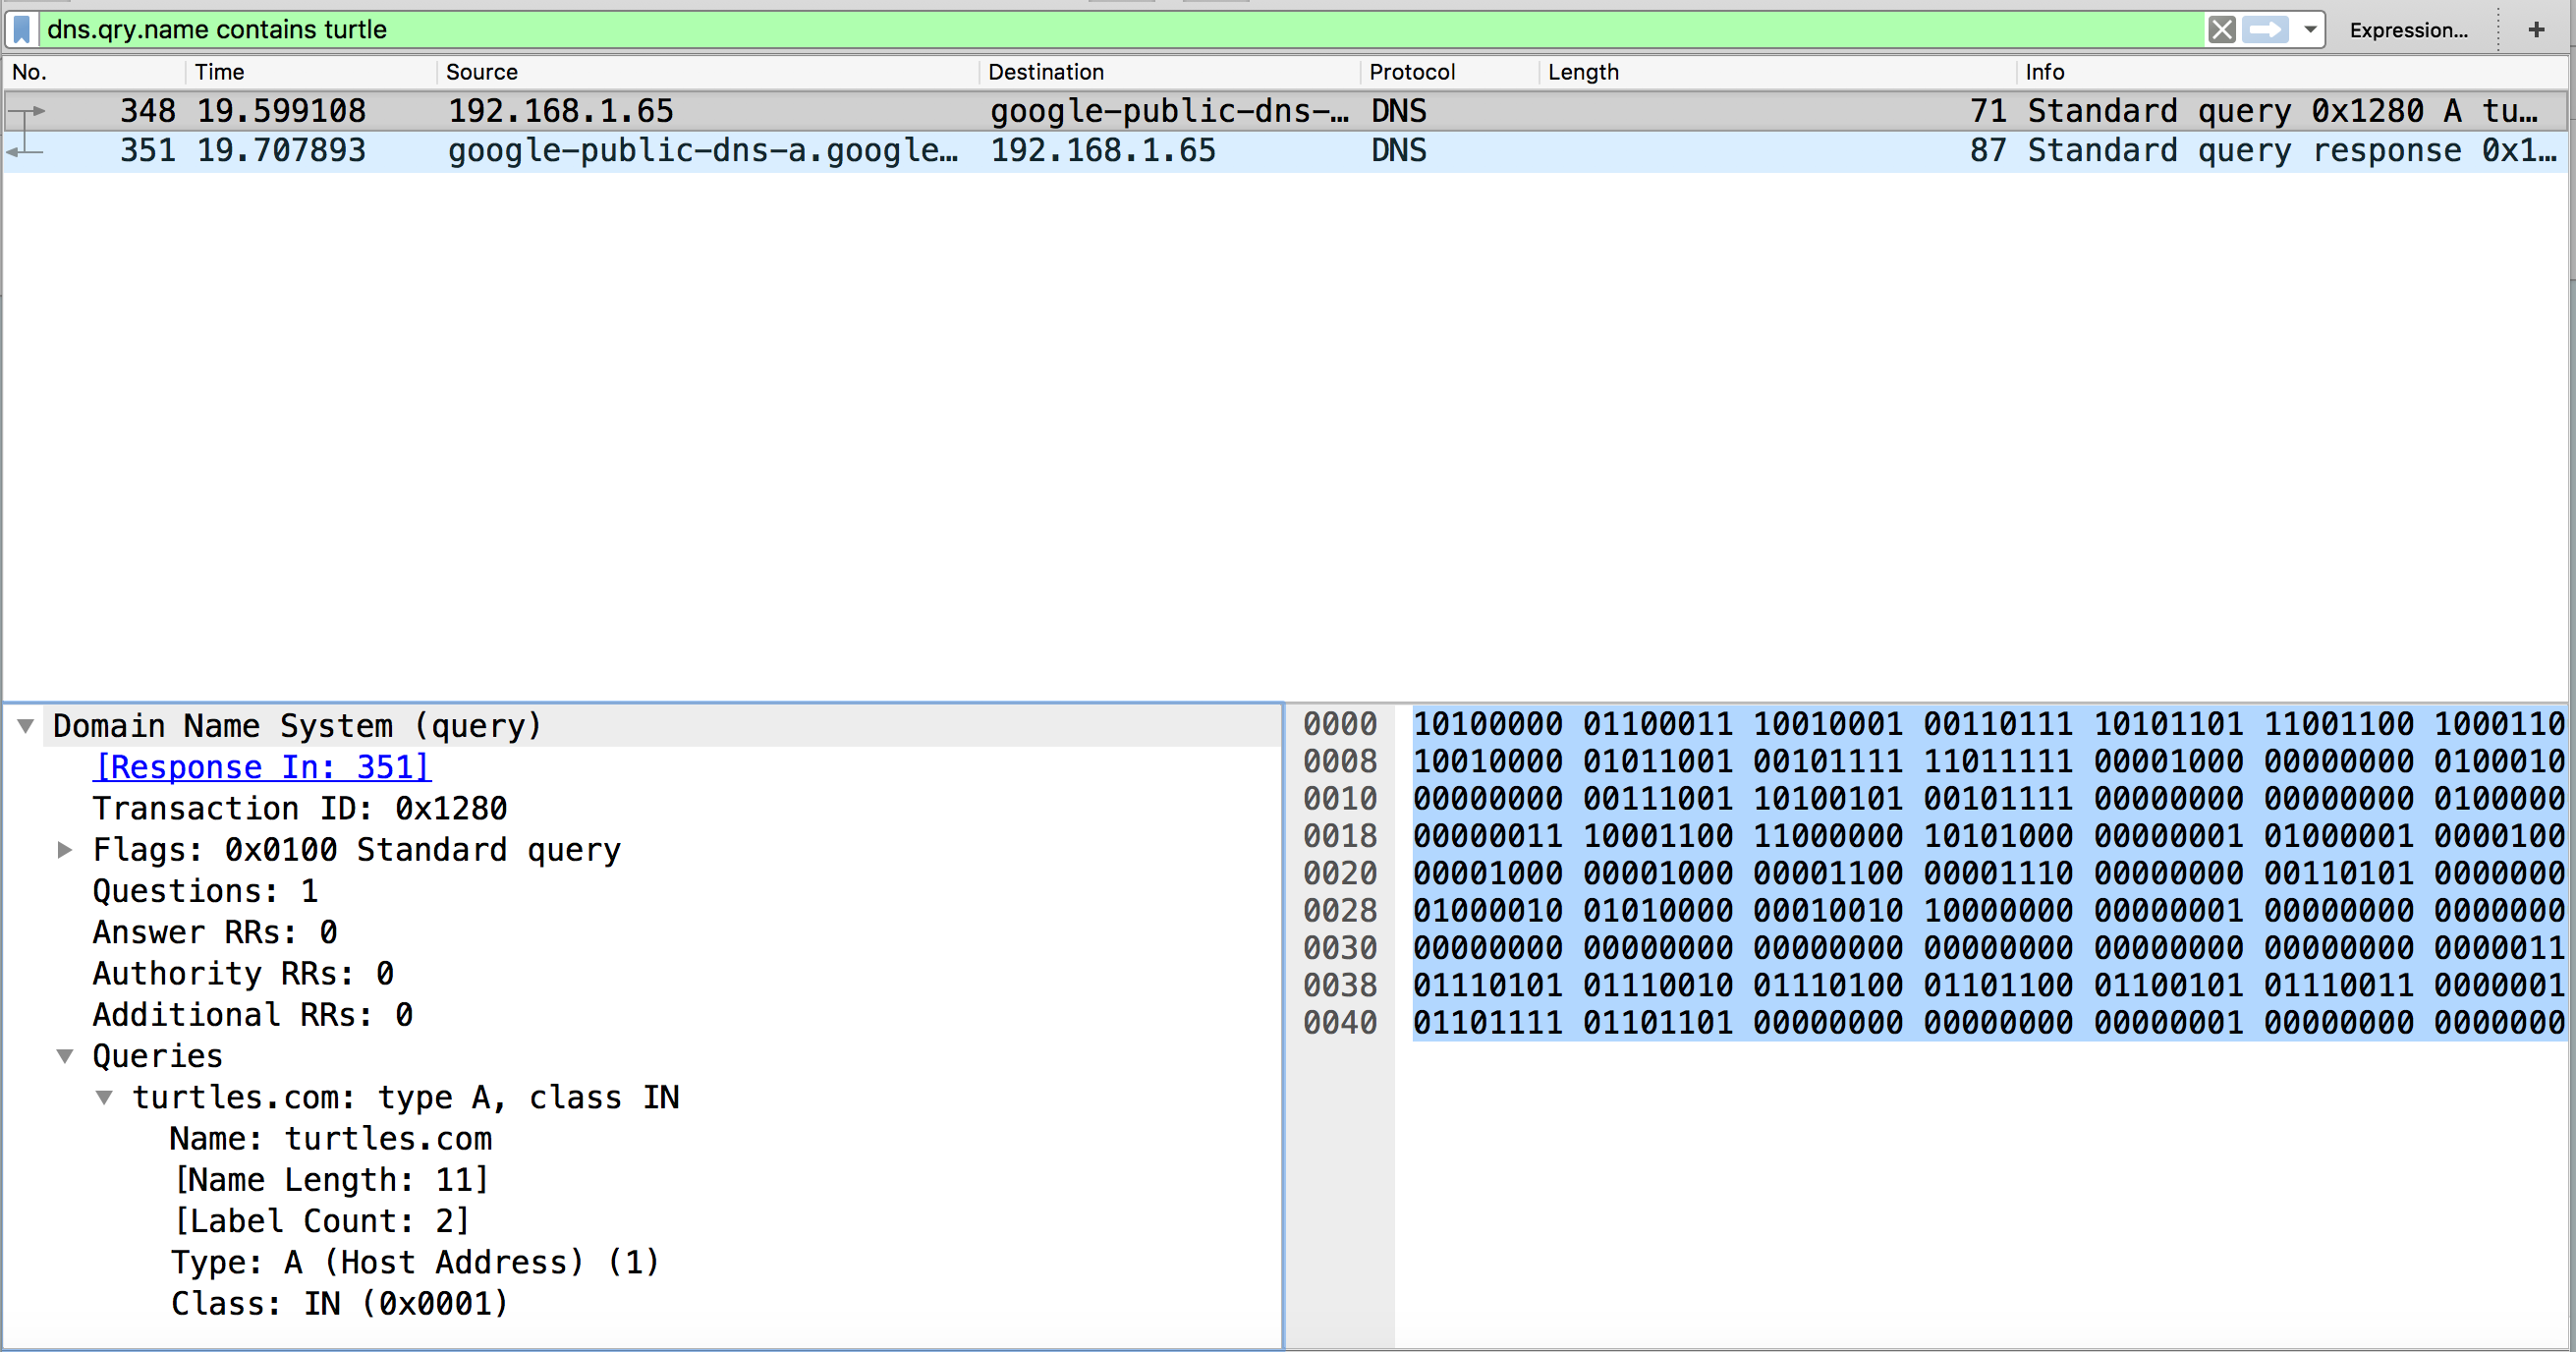 dns.qry.name contains turtle Expression... +
No. Time Source Destination Protocol Length Info
348 19.599108 192.168.1.65 google-public-dns-… DNS 71 Standard query 0x1280 A tu…
351 19.707893 google-public-dns-a.google… 192.168.1.65 DNS 87 Standard query response 0x1…
Domain Name System (query)
[Response In: 351]
Transaction ID: 0x1280
Flags: 0x0100 Standard query
Questions: 1
Answer RRs: 0
Authority RRs: 0
Additional RRs: 0
Queries
turtles.com: type A, class IN
Name: turtles.com
[Name Length: 11]
[Label Count: 2]
Type: A (Host Address) (1)
Class: IN (0x0001)
0000 10100000 01100011 10010001 00110111 10101101 11001100 1000110
0008 10010000 01011001 00101111 11011111 00001000 00000000 0100010
0010 00000000 00111001 10100101 00101111 00000000 00000000 0100000
0018 00000011 10001100 11000000 10101000 00000001 01000001 0000100
0020 00001000 00001000 00001100 00001110 00000000 00110101 0000000
0028 01000010 01010000 00010010 10000000 00000001 00000000 0000000
0030 00000000 00000000 00000000 00000000 00000000 00000000 0000011
0038 01110101 01110010 01110100 01101100 01100101 01110011 0000001
0040 01101111 01101101 00000000 00000000 00000001 00000000 0000000